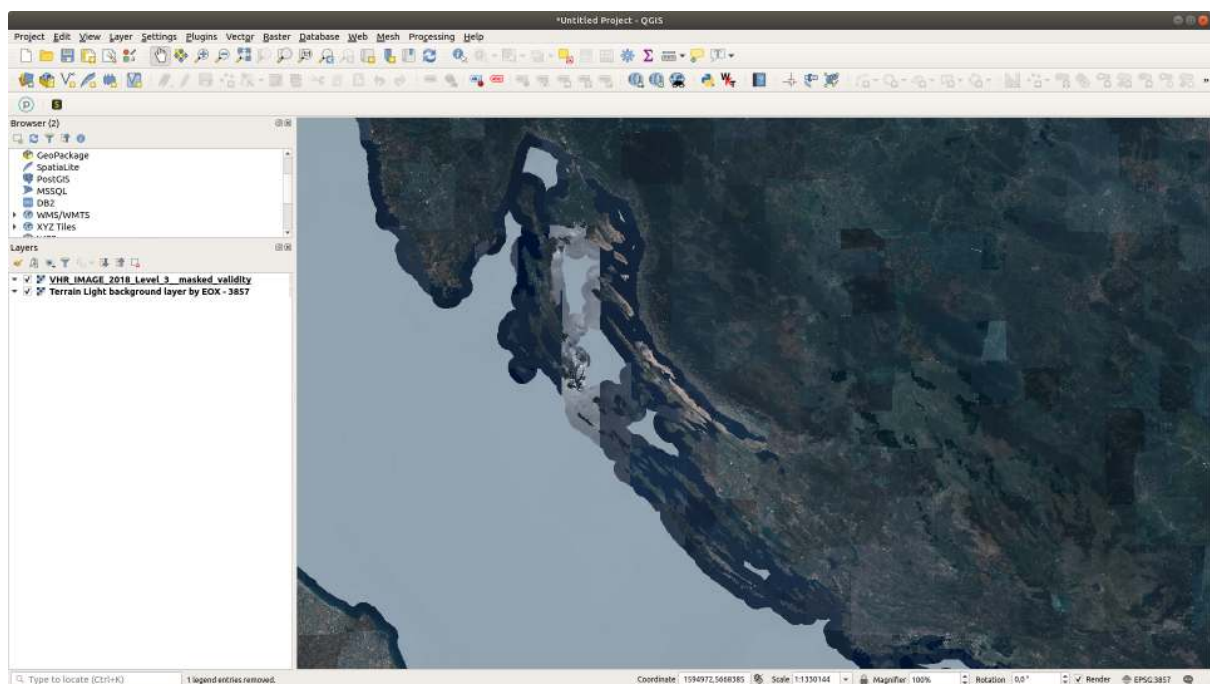 *Untitled Project - QGIS
Project Edit View Layer Settings Plugins Vector Raster Database Web Mesh Processing Help
Browser (2)
GeoPackage
SpatiaLite
PostGIS
MSSQL
DB2
WMS/WMTS
XYZ Tiles
Layers
VHR_IMAGE_2018_Level_3__masked_validity
Terrain Light background layer by EOX - 3857
Type to locate (Ctrl+K) 1 legend entries removed. Coordinate 1594972,5068385 Scale 1:1350144 Magnifier 100% Rotation 0,0 ° Render EPSG:3857